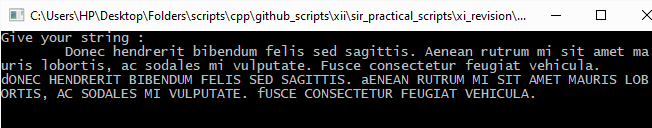 C:\Users\HP\Desktop\Folders\scripts\cpp\github_scripts\xii\sir_practical_scripts\xi_revision\...
Give your string :
        Donec hendrerit bibendum felis sed sagittis. Aenean rutrum mi sit amet ma
uris lobortis, ac sodales mi vulputate. Fusce consectetur feugiat vehicula.
dONEC HENDRERIT BIBENDUM FELIS SED SAGITTIS. aENEAN RUTRUM MI SIT AMET MAURIS LOB
ORTIS, AC SODALES MI VULPUTATE. fUSCE CONSECTETUR FEUGIAT VEHICULA.